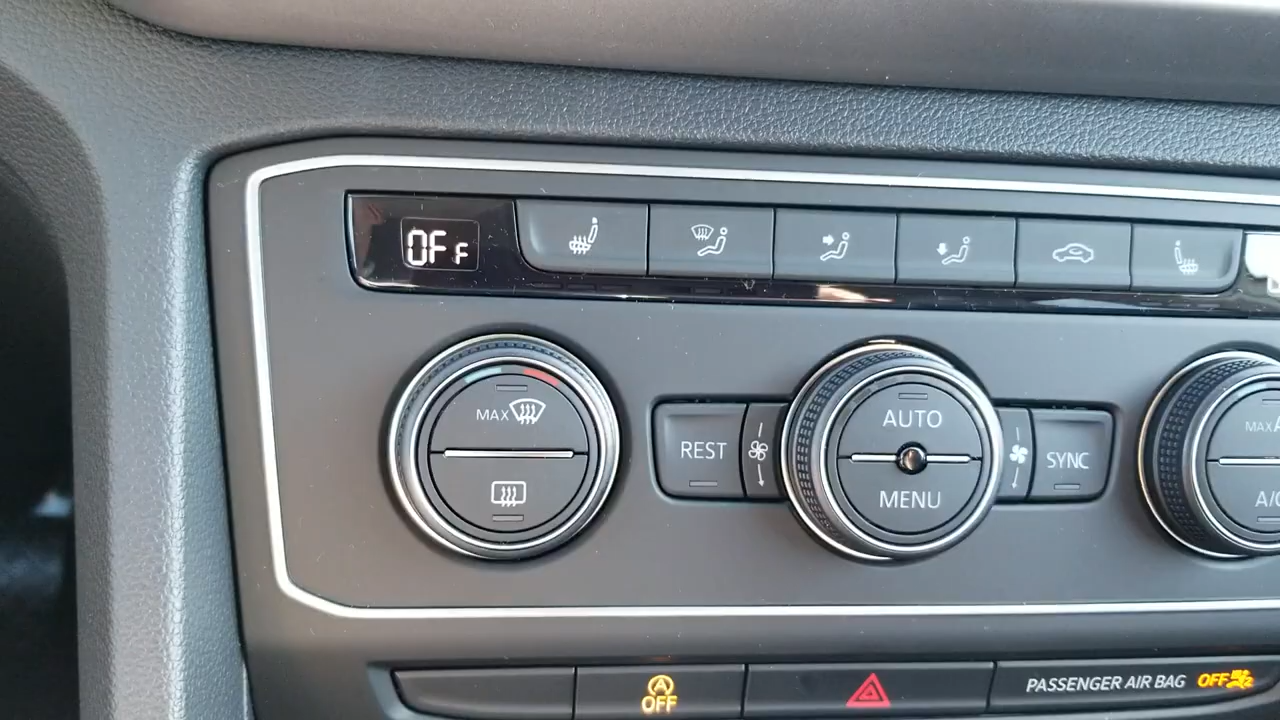 OFF
MAX
REST
AUTO
MENU
SYNC
MAX
A/C
A
OFF
PASSENGER AIR BAG OFF